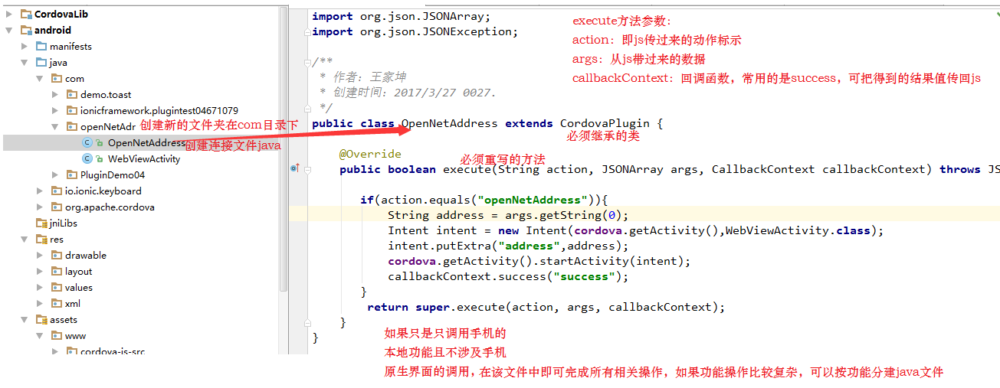 CordovaLib
android
manifests
java
com
demo.toast
ionicframework.plugintest04671079
openNetAdr 创建新的文件夹在com目录下
OpenNetAddress 创建连接文件java
WebViewActivity
PluginDemo04
io.ionic.keyboard
org.apache.cordova
jniLibs
res
drawable
layout
values
xml
assets
www
cordova-js-src
import org.json.JSONArray;
import org.json.JSONException;
execute方法参数:
action: 即js传过来的动作标示
args: 从js带过来的数据
callbackContext: 回调函数，常用的是success，可把得到的结果值传回js
/**
* 作者：王家坤
* 创建时间：2017/3/27 0027.
*/
public class OpenNetAddress extends CordovaPlugin {
必须继承的类
@Override
必须重写的方法
public boolean execute(String action, JSONArray args, CallbackContext callbackContext) throws JS
if(action.equals("openNetAddress")){
String address = args.getString(0);
Intent intent = new Intent(cordova.getActivity(),WebViewActivity.class);
intent.putExtra("address",address);
cordova.getActivity().startActivity(intent);
callbackContext.success("success");
}
return super.execute(action, args, callbackContext);
}
}
如果只是只调用手机的
本地功能且不涉及手机
原生界面的调用，在该文件中即可完成所有相关操作，如果功能操作比较复杂，可以按功能分建java文件